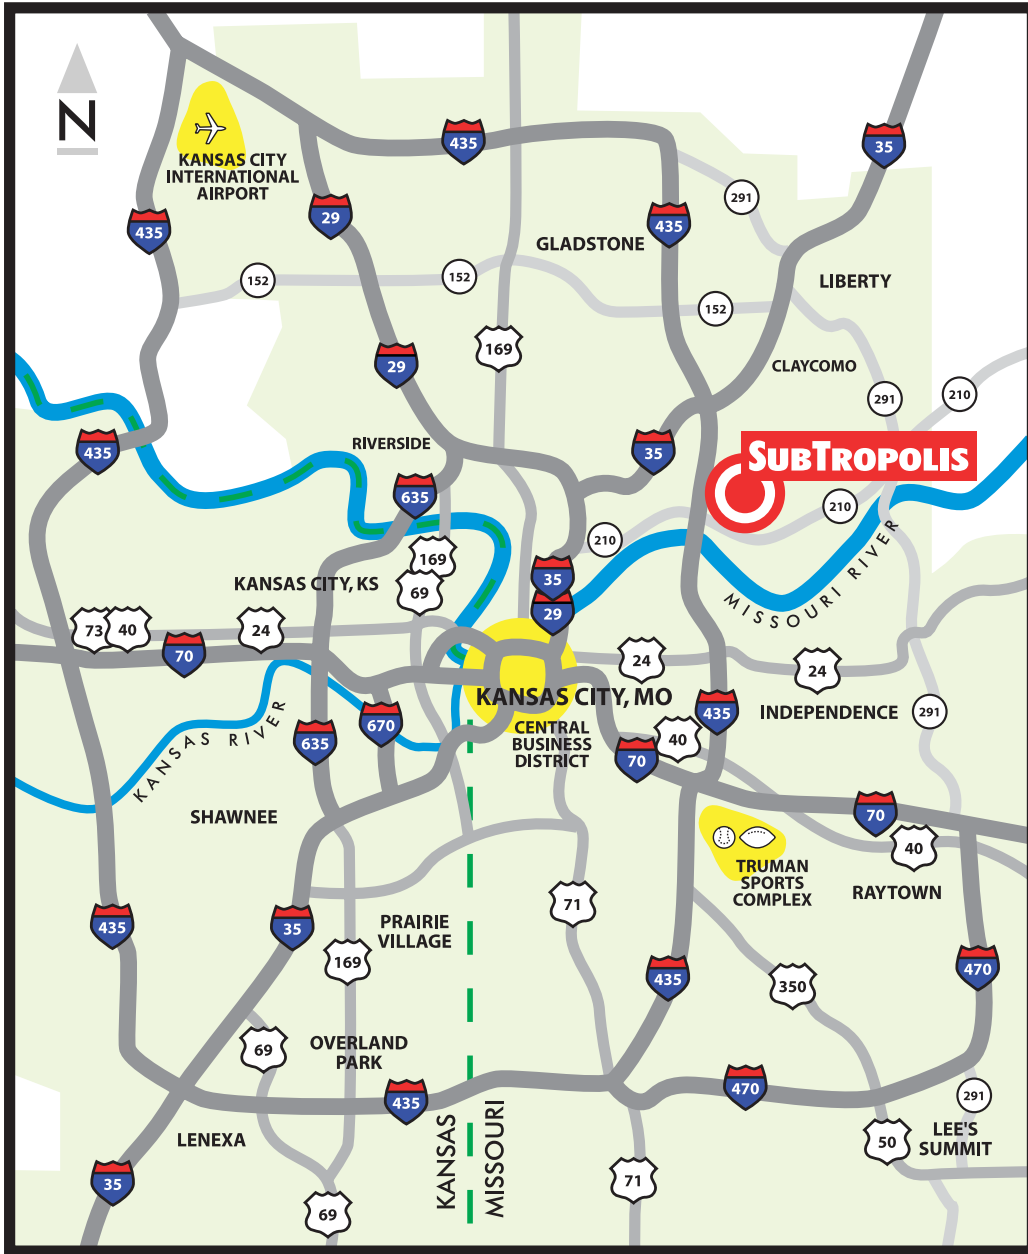 N
KANSAS CITY
INTERNATIONAL
AIRPORT
435
35
291
29
435
435
GLADSTONE
152
152
LIBERTY
152
169
29
CLAYCOMO
291
210
RIVERSIDE
435
35
SUBTROPOLIS
635
210
210
MISSOURI RIVER
169
KANSAS CITY, KS
69
35
29
73
40
24
70
24
24
KANSAS CITY, MO
CENTRAL
BUSINESS
DISTRICT
435
INDEPENDENCE
291
KANSAS RIVER
670
635
40
70
SHAWNEE
70
40
TRUMAN
SPORTS
COMPLEX
RAYTOWN
435
35
PRAIRIE
VILLAGE
71
169
435
350
470
69
OVERLAND
PARK
435
470
291
KANSAS
MISSOURI
LENEXA
50
LEE'S
SUMMIT
35
71
69